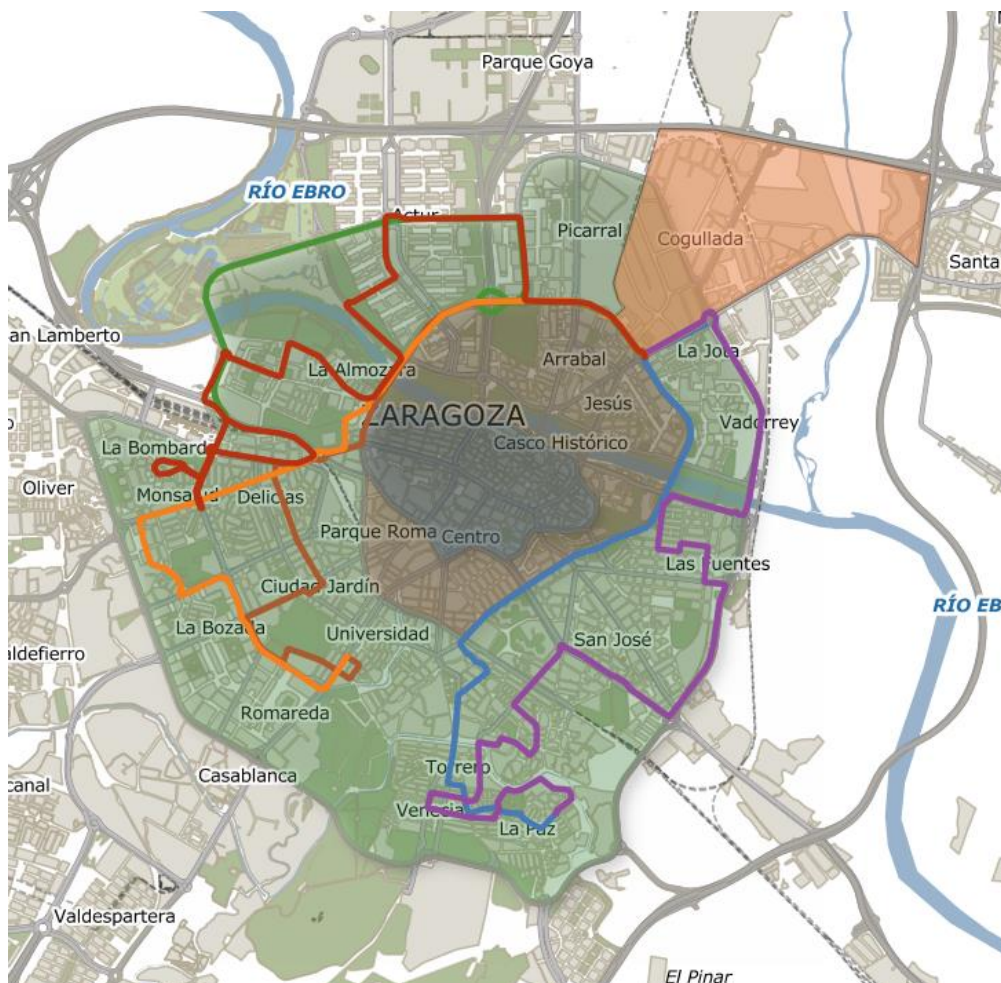 Parque Goya
RÍO EBRO
Actur
Picarral
Cogullada
Santa
an Lamberto
La Jota
Arrabal
La Almozara
Jesús
ZARAGOZA
Vadorrey
Casco Histórico
La Bombard
Oliver
Monsalud
Delicias
Parque Roma
Centro
Las Fuentes
Ciudad Jardín
RÍO EB
La Bozada
Universidad
San José
aldefierro
Romareda
Casablanca
Torrero
canal
Venecia
La Paz
Valdespartera
El Pinar